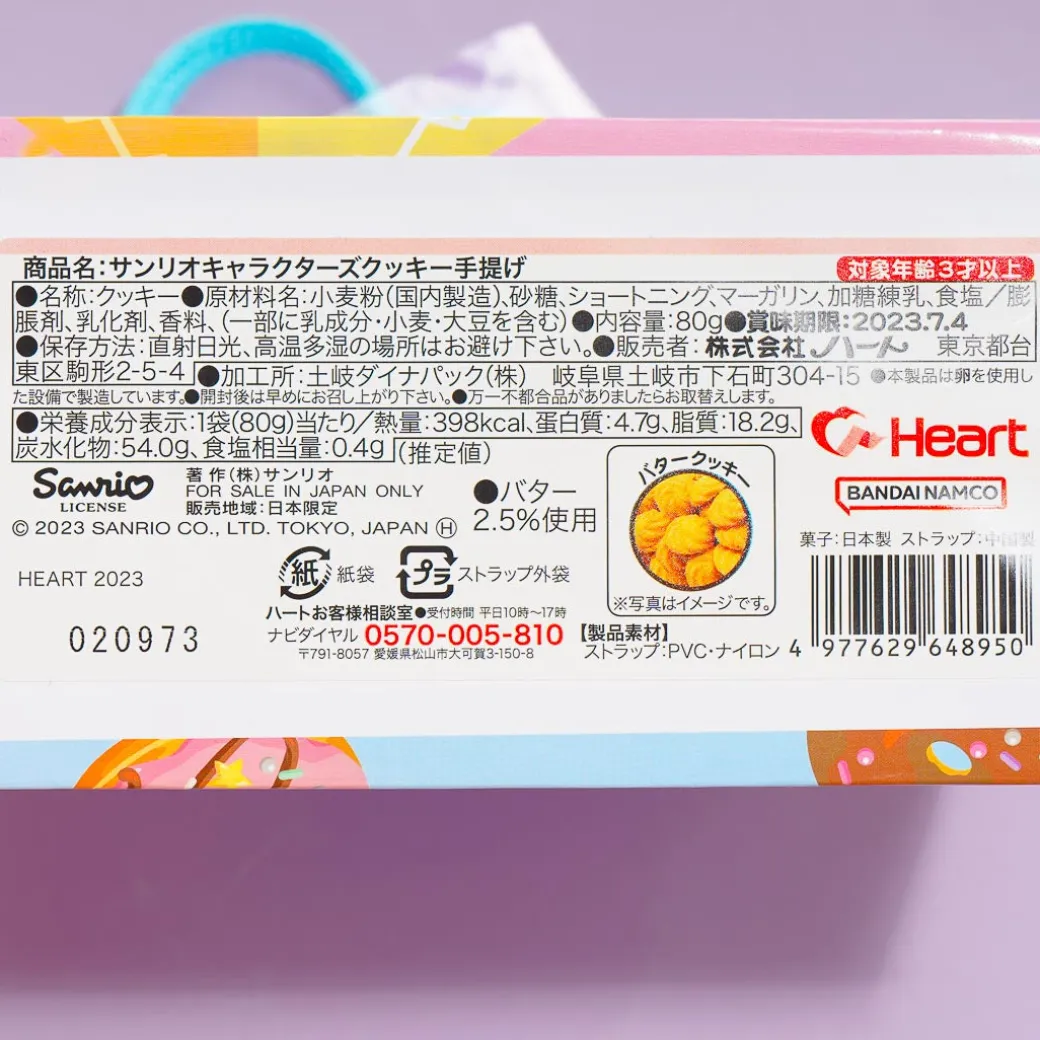 商品名:サンリオキャラクターズクッキー手提げ
対象年齢3才以上
●名称:クッキー●原材料名:小麦粉(国内製造)、砂糖、ショートニング、マーガリン、加糖練乳、食塩／膨
脹剤、乳化剤、香料、(一部に乳成分・小麦・大豆を含む)●内容量:80g●賞味期限:2023.7.4
●保存方法:直射日光、高温多湿の場所はお避け下さい。●販売者:株式会社ハート 東京都台
東区駒形2-5-4 ●加工所:土岐ダイナパック(株) 岐阜県土岐市下石町304-15 ●本製品は卵を使用し
た設備で製造しています。●開封後は早めにお召し上がり下さい。●万一不都合品がありましたらお取替えします。
●栄養成分表示:1袋(80g)当たり／熱量:398kcal、蛋白質:4.7g、脂質:18.2g、
炭水化物:54.0g、食塩相当量:0.4g (推定値)
Heart
BANDAI NAMCO
Sanrio
LICENSE
著作(株)サンリオ
FOR SALE IN JAPAN ONLY
販売地域:日本限定
© 2023 SANRIO CO., LTD. TOKYO, JAPAN Ⓗ
●バター
2.5%使用
バタークッキー
※写真はイメージです。
菓子:日本製 ストラップ:中国製
HEART 2023
紙 紙袋
プラ ストラップ外袋
ハートお客様相談室●受付時間 平日10時〜17時
ナビダイヤル 0570-005-810
〒791-8057 愛媛県松山市大可賀3-150-8
020973
【製品素材】
ストラップ:PVC・ナイロン
4 977629 648950